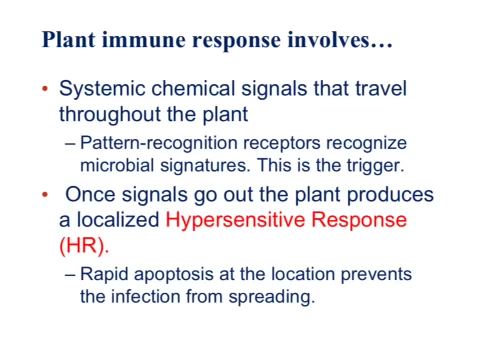 Plant immune response involves…
• Systemic chemical signals that travel
throughout the plant
– Pattern-recognition receptors recognize
microbial signatures. This is the trigger.
• Once signals go out the plant produces
a localized Hypersensitive Response
(HR).
– Rapid apoptosis at the location prevents
the infection from spreading.